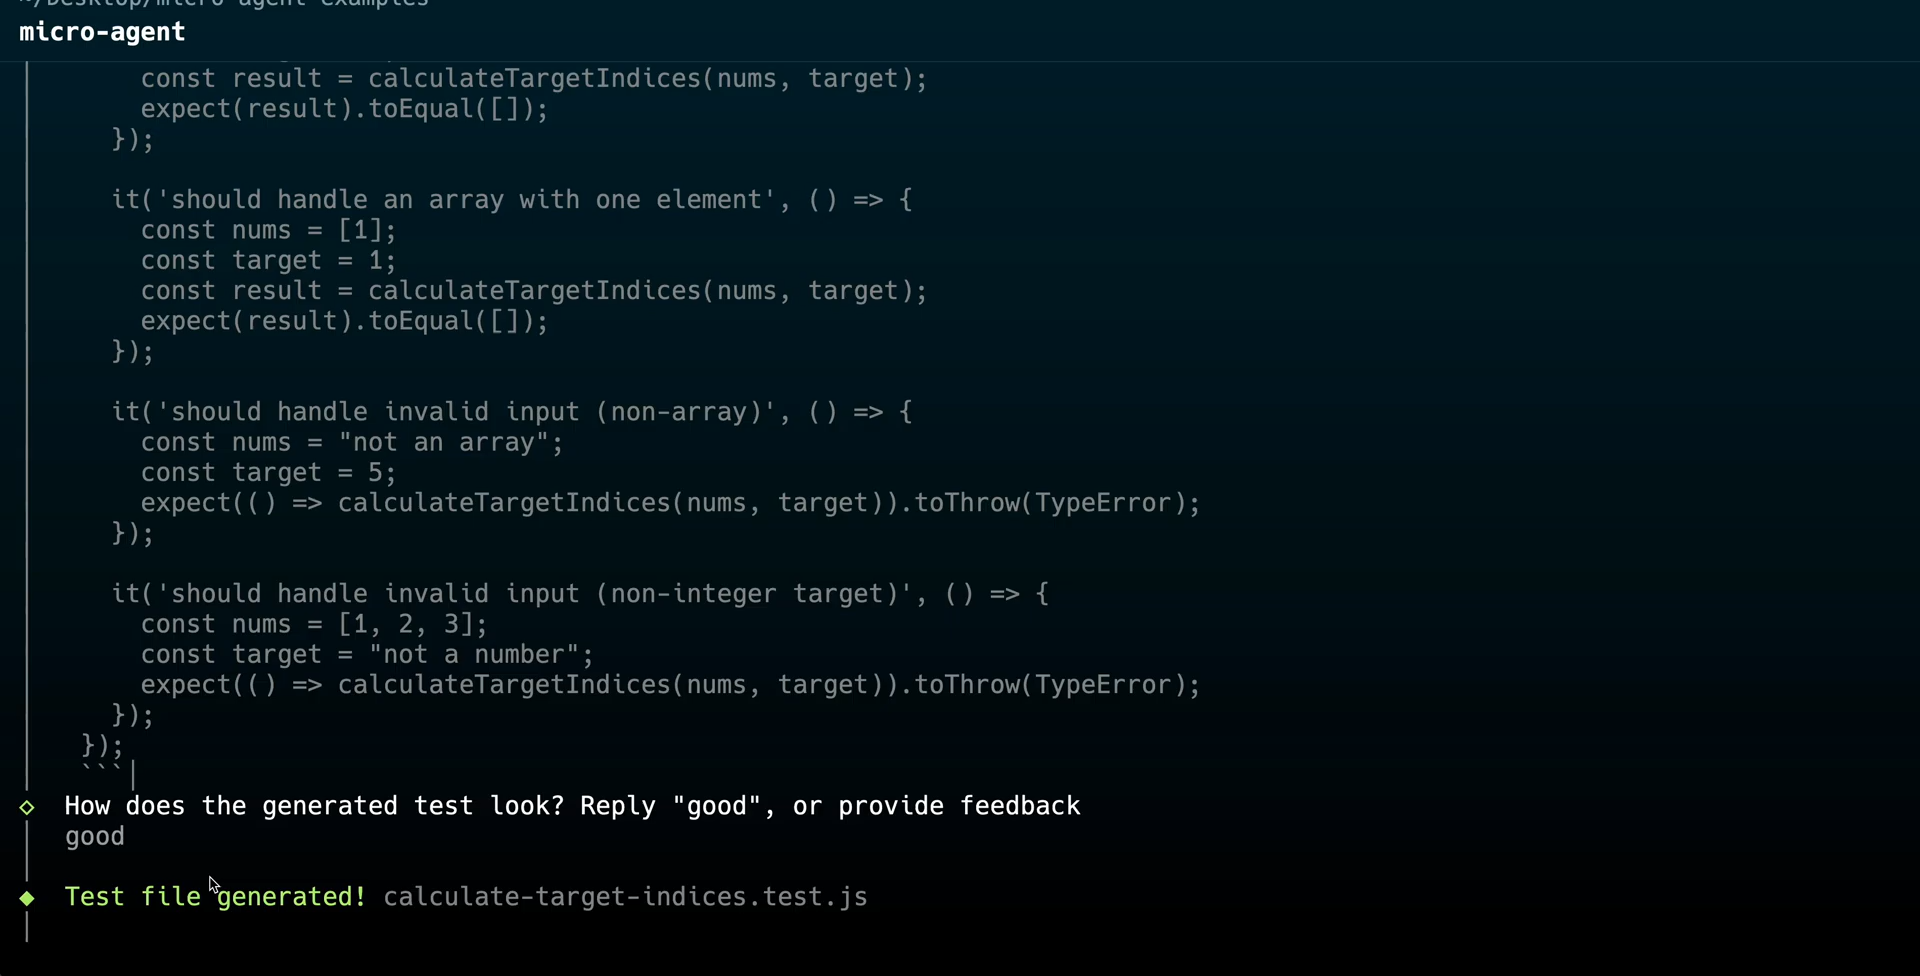 ~/Desktop/micro-agent-examples
micro-agent
const result = calculateTargetIndices(nums, target);
expect(result).toEqual([]);
});
it('should handle an array with one element', () => {
const nums = [1];
const target = 1;
const result = calculateTargetIndices(nums, target);
expect(result).toEqual([]);
});
it('should handle invalid input (non-array)', () => {
const nums = "not an array";
const target = 5;
expect(() => calculateTargetIndices(nums, target)).toThrow(TypeError);
});
it('should handle invalid input (non-integer target)', () => {
const nums = [1, 2, 3];
const target = "not a number";
expect(() => calculateTargetIndices(nums, target)).toThrow(TypeError);
});
});
```
How does the generated test look? Reply "good", or provide feedback
good
Test file generated! calculate-target-indices.test.js